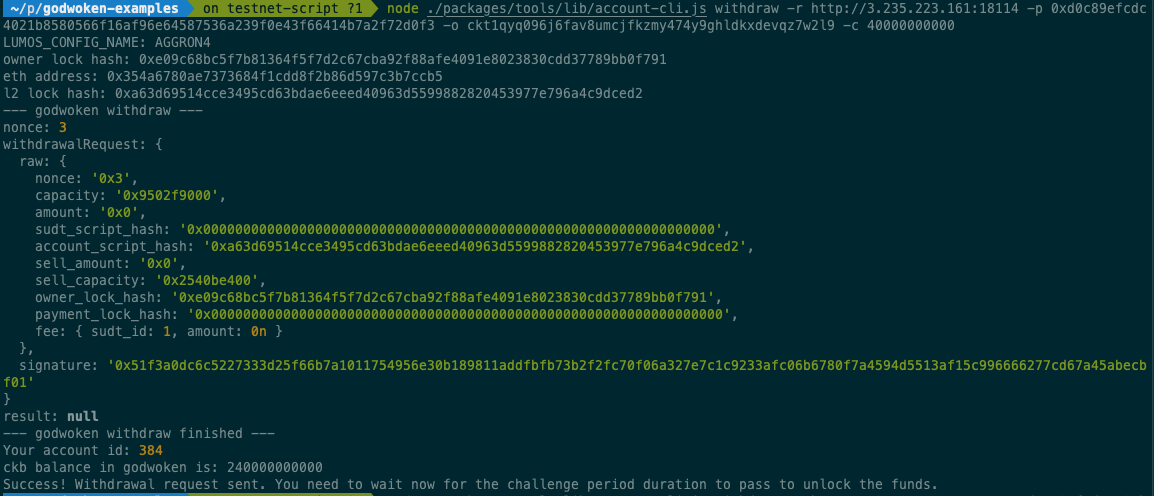 ~/p/godwoken-examples on testnet-script ?1 node ./packages/tools/lib/account-cli.js withdraw -r http://3.235.223.161:18114 -p 0xd0c89efcdc
4021b8580566f16af96e64587536a239f0e43f66414b7a2f72d0f3 -o ckt1qyq096j6fav8umcjfkzmy474y9ghldkxdevqz7w2l9 -c 40000000000
LUMOS_CONFIG_NAME: AGGRON4
owner lock hash: 0xe09c68bc5f7b81364f5f7d2c67cba92f88afe4091e8023830cdd37789bb0f791
eth address: 0x354a6780ae7373684f1cdd8f2b86d597c3b7ccb5
l2 lock hash: 0xa63d69514cce3495cd63bdae6eeed40963d5599882820453977e796a4c9dced2
--- godwoken withdraw ---
nonce: 3
withdrawalRequest: {
  raw: {
    nonce: '0x3',
    capacity: '0x9502f9000',
    amount: '0x0',
    sudt_script_hash: '0x0000000000000000000000000000000000000000000000000000000000000000',
    account_script_hash: '0xa63d69514cce3495cd63bdae6eeed40963d5599882820453977e796a4c9dced2',
    sell_amount: '0x0',
    sell_capacity: '0x2540be400',
    owner_lock_hash: '0xe09c68bc5f7b81364f5f7d2c67cba92f88afe4091e8023830cdd37789bb0f791',
    payment_lock_hash: '0x0000000000000000000000000000000000000000000000000000000000000000',
    fee: { sudt_id: 1, amount: 0n }
  },
  signature: '0x51f3a0dc6c5227333d25f66b7a1011754956e30b189811addfbfb73b2f2fc70f06a327e7c1c9233afc06b6780f7a4594d5513af15c996666277cd67a45abecb
f01'
}
result: null
--- godwoken withdraw finished ---
Your account id: 384
ckb balance in godwoken is: 240000000000
Success! Withdrawal request sent. You need to wait now for the challenge period duration to pass to unlock the funds.